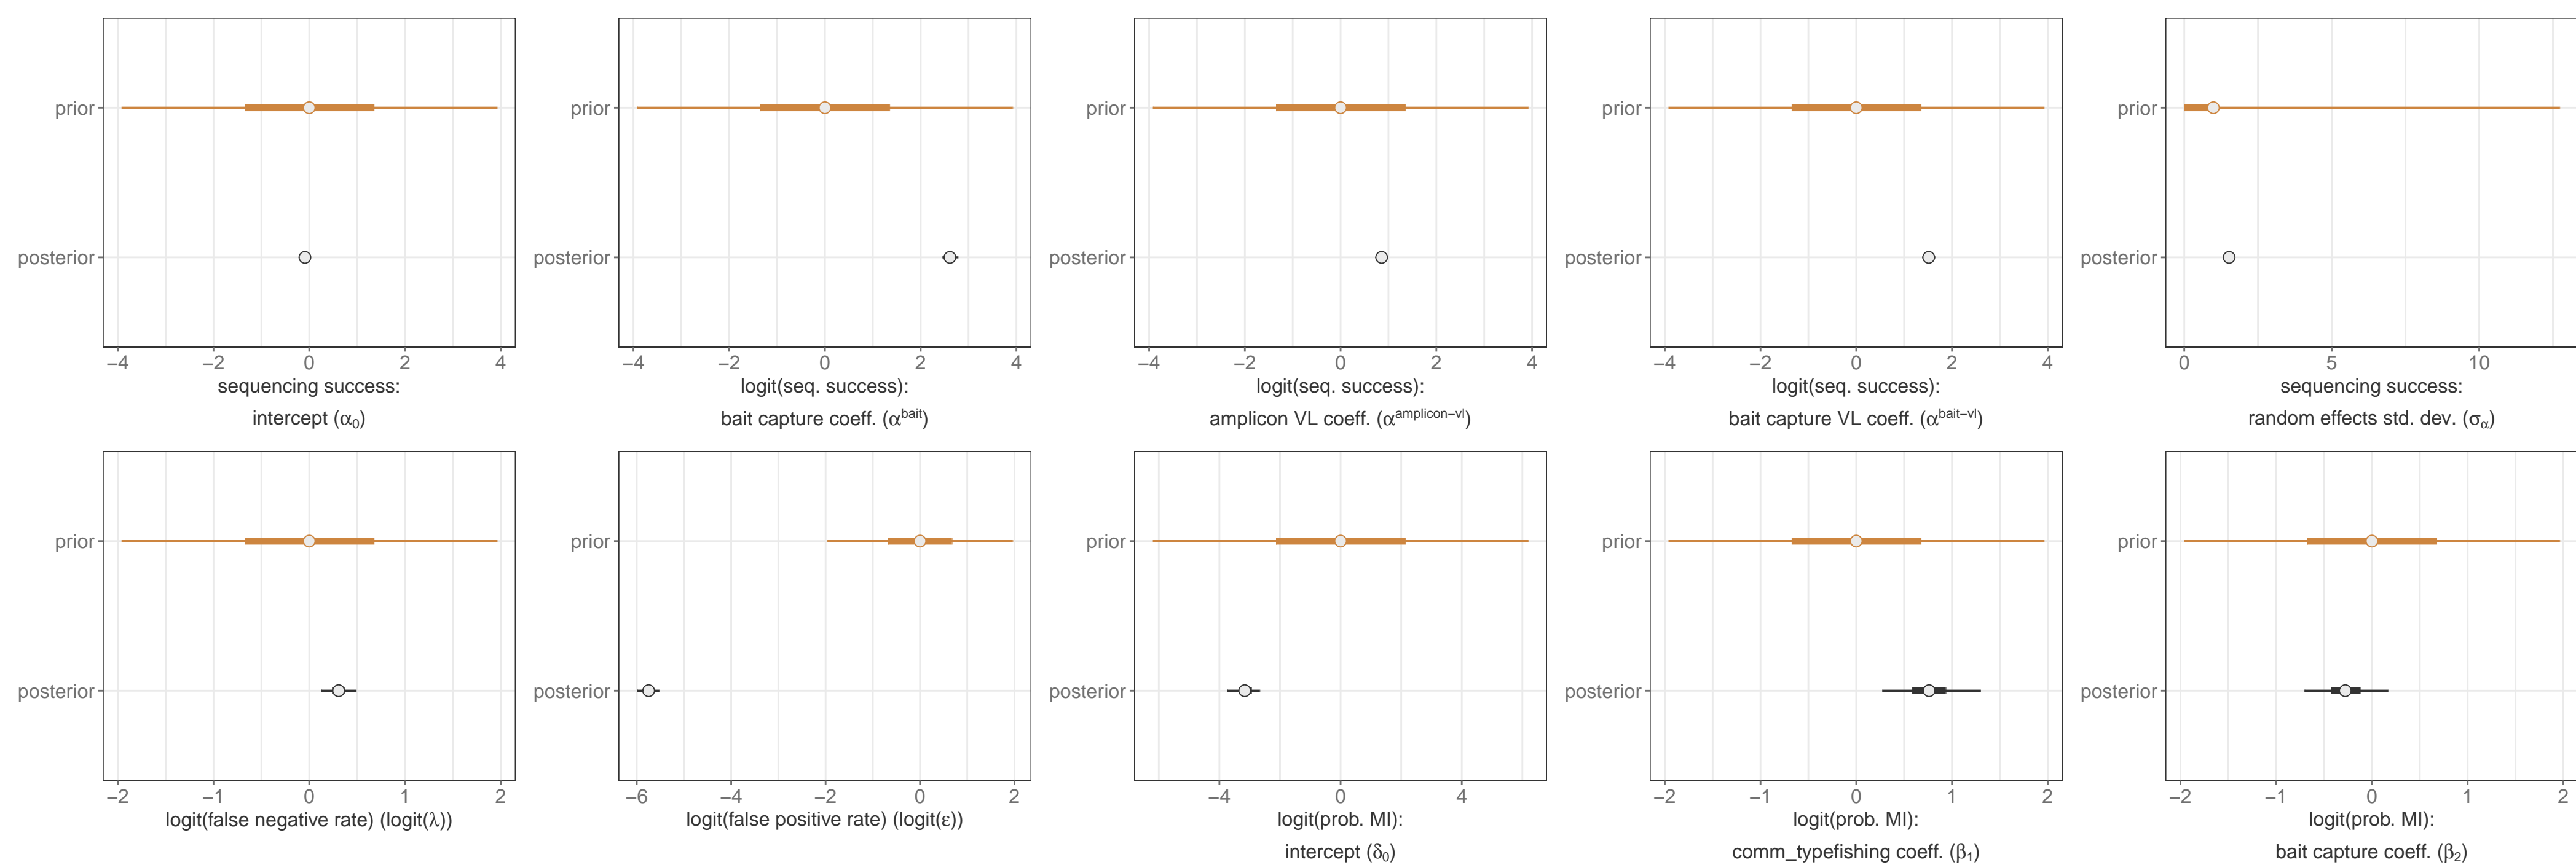 prior
posterior
−4 −2 0 2 4
sequencing success:
intercept (α₀)
prior
posterior
−4 −2 0 2 4
logit(seq. success):
bait capture coeff. (α^bait)
prior
posterior
−4 −2 0 2 4
logit(seq. success):
amplicon VL coeff. (α^amplicon−vl)
prior
posterior
−4 −2 0 2 4
logit(seq. success):
bait capture VL coeff. (α^bait−vl)
prior
posterior
0 5 10
sequencing success:
random effects std. dev. (σ_α)
prior
posterior
−2 −1 0 1 2
logit(false negative rate) (logit(λ))
prior
posterior
−6 −4 −2 0 2
logit(false positive rate) (logit(ε))
prior
posterior
−4 0 4
logit(prob. MI):
intercept (δ₀)
prior
posterior
−2 −1 0 1 2
logit(prob. MI):
comm_typefishing coeff. (β₁)
prior
posterior
−2 −1 0 1 2
logit(prob. MI):
bait capture coeff. (β₂)